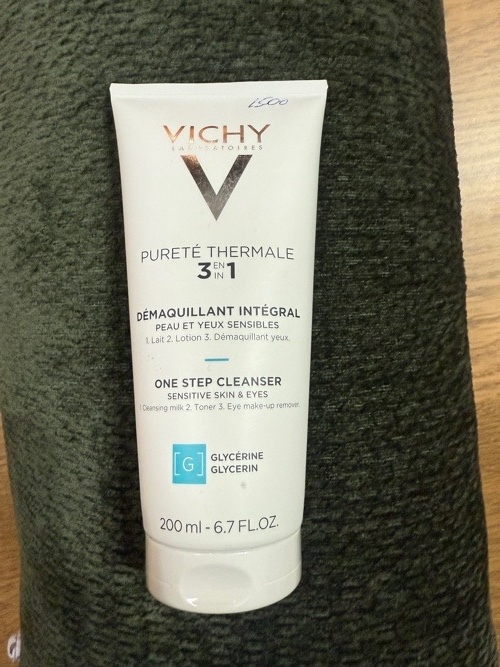 1500
VICHY
LABORATOIRES
PURETÉ THERMALE
3 EN IN 1
DÉMAQUILLANT INTÉGRAL
PEAU ET YEUX SENSIBLES
1. Lait 2. Lotion 3. Démaquillant yeux.
ONE STEP CLEANSER
SENSITIVE SKIN & EYES
1 Cleansing milk 2. Toner 3. Eye make-up remover.
[G] GLYCÉRINE
GLYCERIN
200 ml - 6.7 FL.OZ.